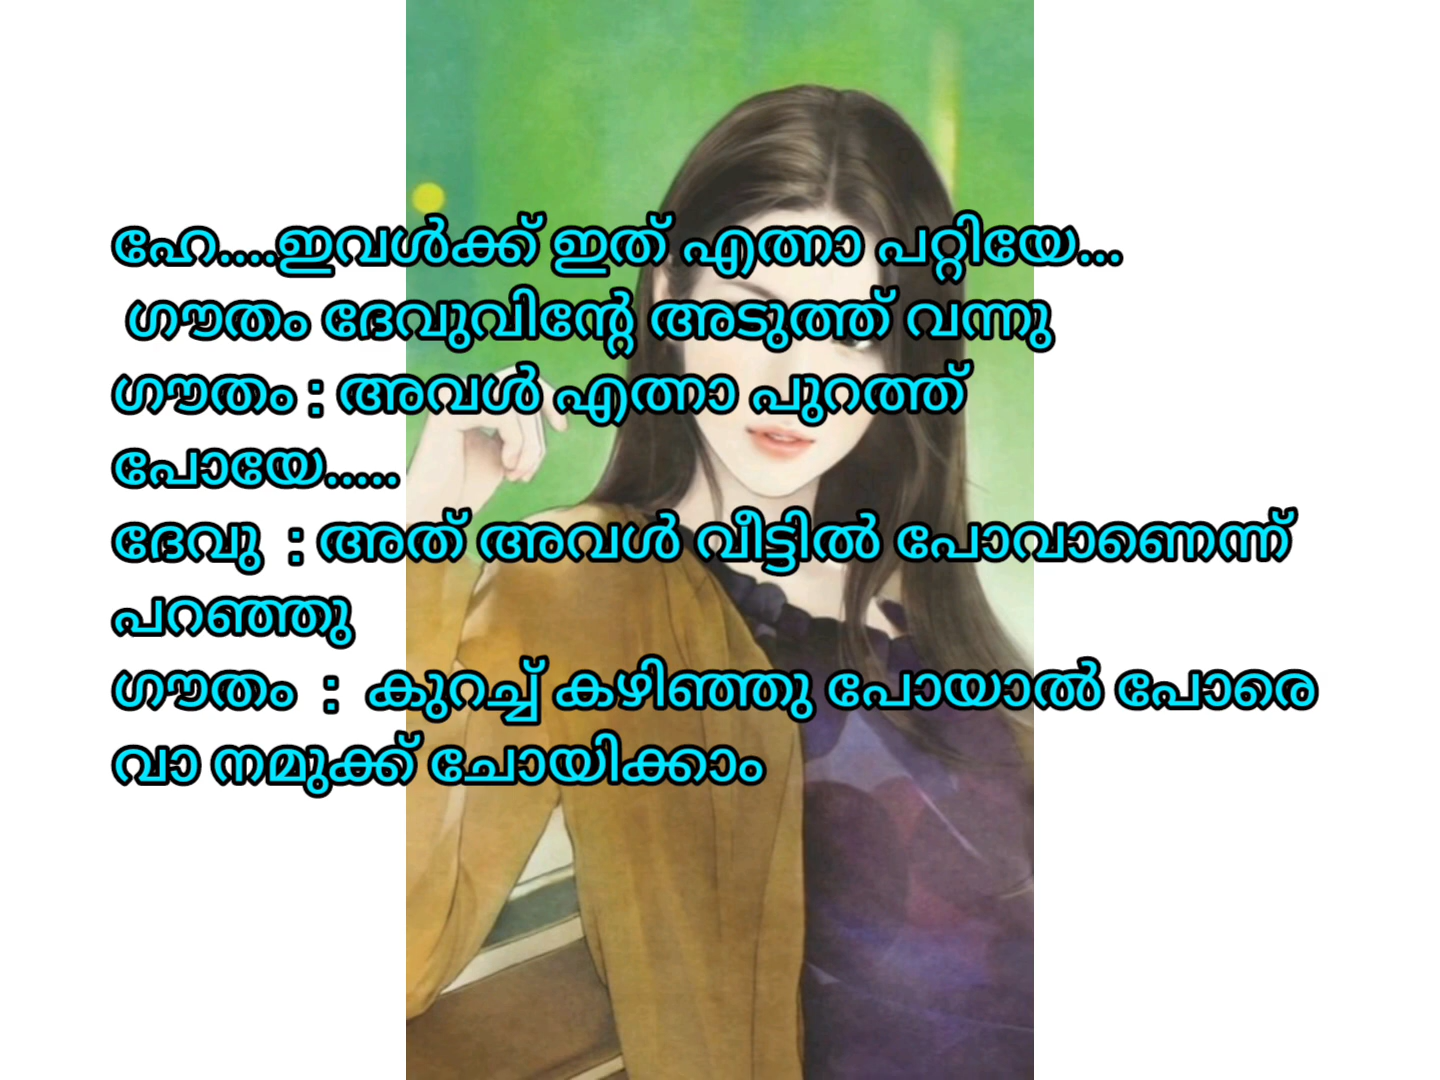 ഹേ....ഇവൾക്ക് ഇത് എന്നാ പറ്റിയേ...
ഗൗതം ദേവുവിന്റേ അടുത്ത് വന്നു
ഗൗതം : അവൾ എന്നാ പുറത്ത്
പോയേ.....
ദേവു : അത് അവൾ വീട്ടിൽ പോവാണെന്ന്
പറഞ്ഞു
ഗൗതം : കുറച്ച് കഴിഞ്ഞു പോയാൽ പോരെ
വാ നമുക്ക് ചോയിക്കാം